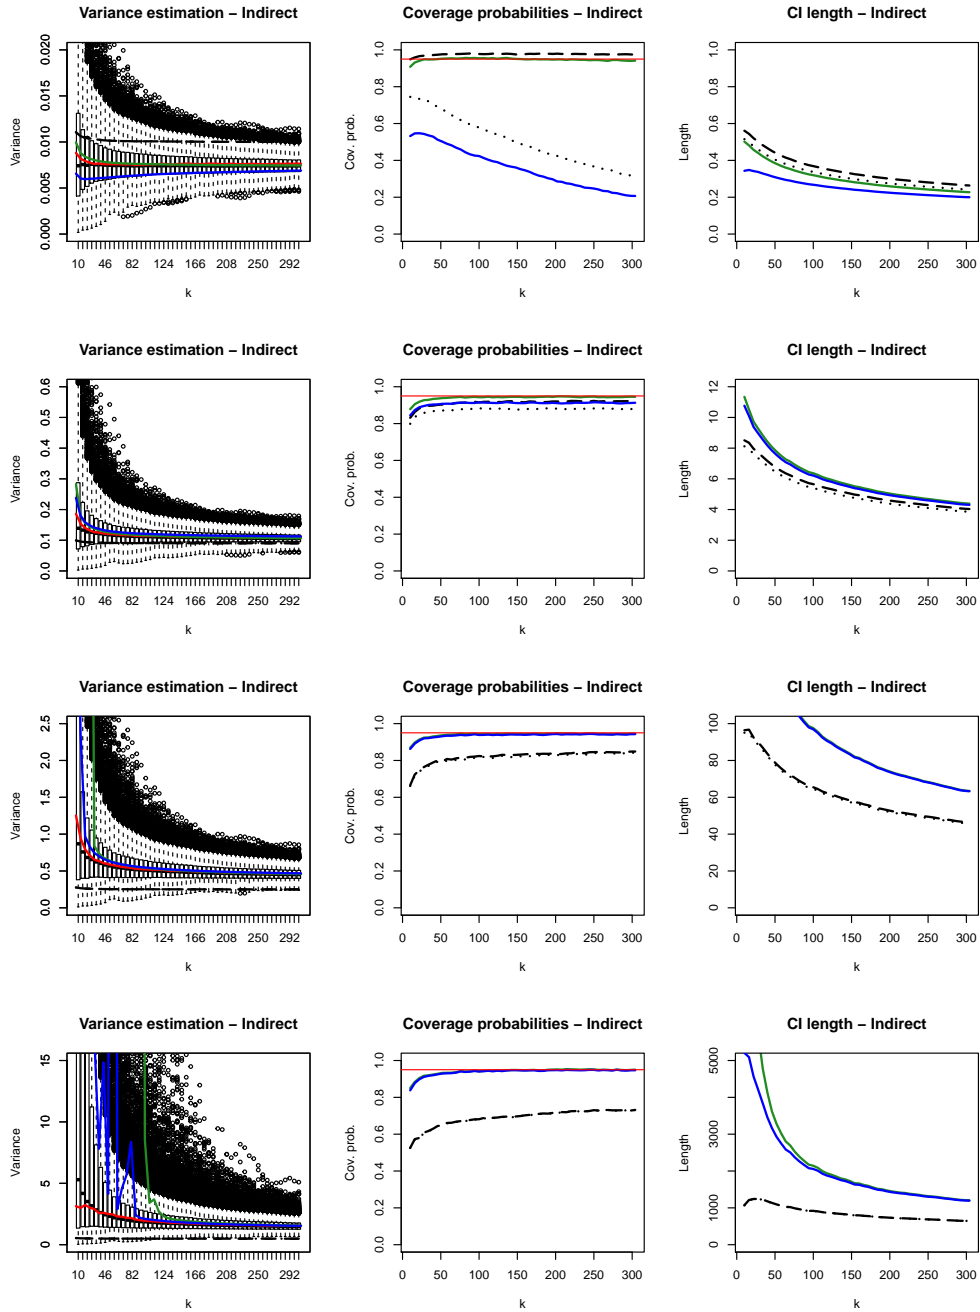 Variance estimation – Indirect
Coverage probabilities – Indirect
CI length – Indirect
Variance
0.000 0.005 0.010 0.015 0.020
10 46 82 124 166 208 250 292
k
Cov. prob.
0.0 0.2 0.4 0.6 0.8 1.0
0 50 100 150 200 250 300
k
Length
0.0 0.2 0.4 0.6 0.8 1.0
0 50 100 150 200 250 300
k
Variance estimation – Indirect
Coverage probabilities – Indirect
CI length – Indirect
Variance
0.0 0.1 0.2 0.3 0.4 0.5 0.6
10 46 82 124 166 208 250 292
k
Cov. prob.
0.0 0.2 0.4 0.6 0.8 1.0
0 50 100 150 200 250 300
k
Length
0 2 4 6 8 10 12
0 50 100 150 200 250 300
k
Variance estimation – Indirect
Coverage probabilities – Indirect
CI length – Indirect
Variance
0.0 0.5 1.0 1.5 2.0 2.5
10 46 82 124 166 208 250 292
k
Cov. prob.
0.0 0.2 0.4 0.6 0.8 1.0
0 50 100 150 200 250 300
k
Length
0 20 40 60 80 100
0 50 100 150 200 250 300
k
Variance estimation – Indirect
Coverage probabilities – Indirect
CI length – Indirect
Variance
0 5 10 15
10 46 82 124 166 208 250 292
k
Cov. prob.
0.0 0.2 0.4 0.6 0.8 1.0
0 50 100 150 200 250 300
k
Length
0 1000 3000 5000
0 50 100 150 200 250 300
k